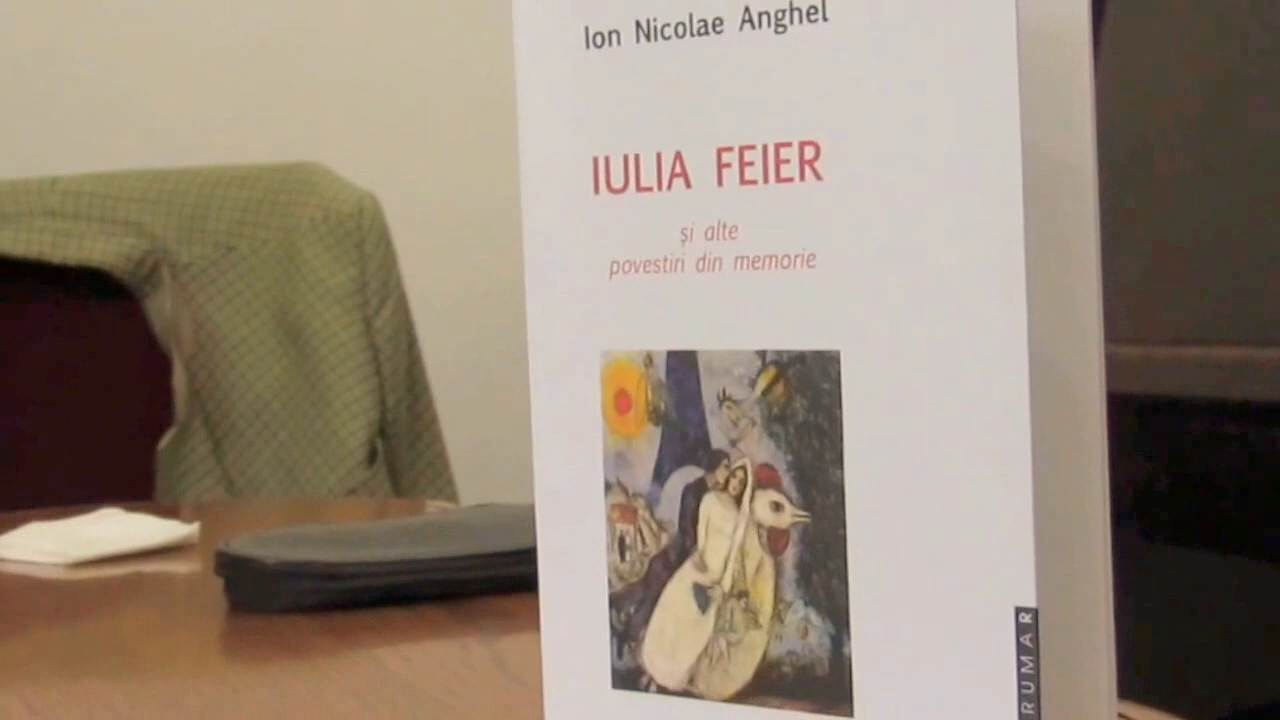 Ion Nicolae Anghel
IULIA FEIER
și alte
povestiri din memorie
RUMAR